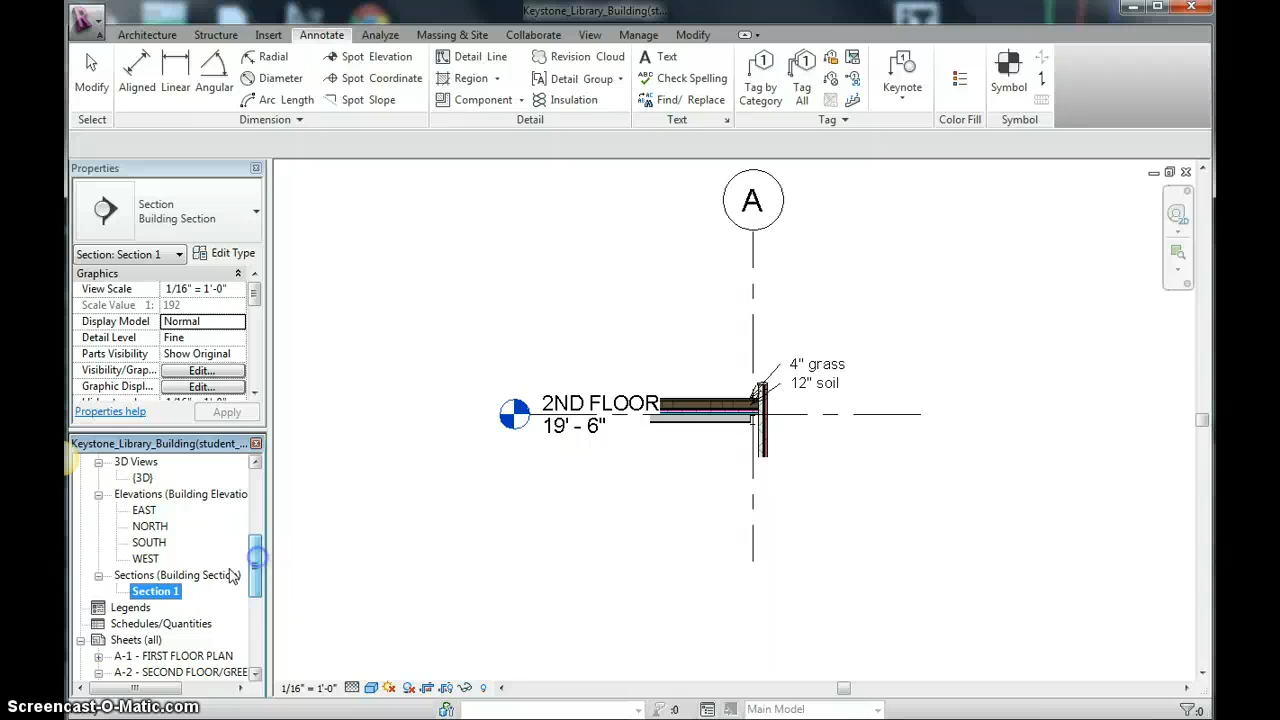 Keystone_Library_Building(st...
Architecture Structure Insert Annotate Analyze Massing & Site Collaborate View Manage Modify
Modify
Select
Aligned Linear Angular
Radial
Diameter
Arc Length
Spot Elevation
Spot Coordinate
Spot Slope
Dimension
Detail Line
Region
Component
Revision Cloud
Detail Group
Insulation
Detail
A Text
ABC Check Spelling
Find/ Replace
Text
Tag by Category
Tag All
Tag
Keynote
Color Fill
Symbol
Symbol
Properties
Section
Building Section
Section: Section 1 Edit Type
Graphics
View Scale 1/16" = 1'-0"
Scale Value 1: 192
Display Model Normal
Detail Level Fine
Parts Visibility Show Original
Visibility/Grap... Edit...
Graphic Displ... Edit...
Properties help Apply
Keystone_Library_Building(student_...
3D Views
{3D}
Elevations (Building Elevatio
EAST
NORTH
SOUTH
WEST
Sections (Building Section)
Section 1
Legends
Schedules/Quantities
Sheets (all)
A-1 - FIRST FLOOR PLAN
A-2 - SECOND FLOOR/GREE
A
4" grass
12" soil
2ND FLOOR
19' - 6"
2D
1/16" = 1'-0"
:0 Main Model :0
Screencast-O-Matic.com